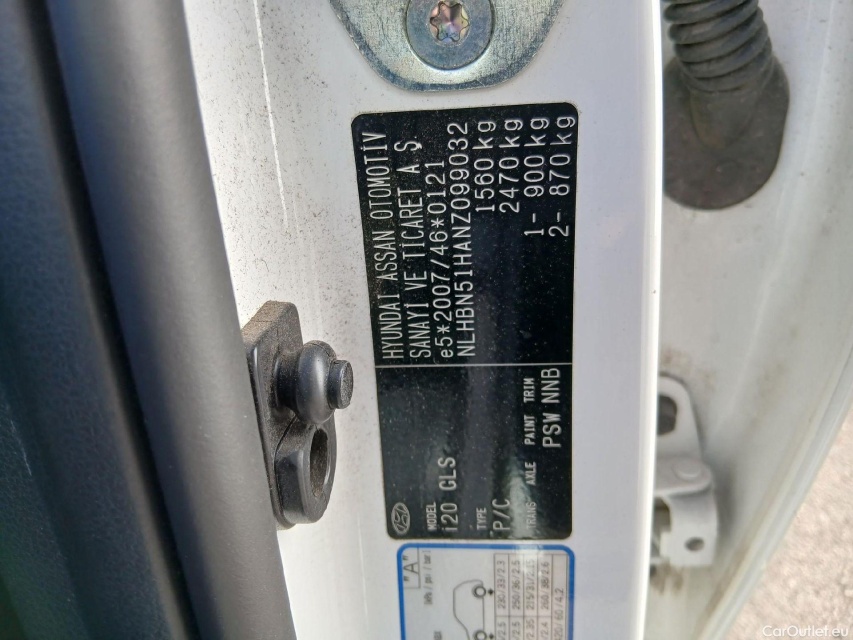 HYUNDAI ASSAN OTOMOTİV
SANAYİ VE TİCARET A.Ş
e5*2007/46*0121
NLHBN51HANZ099032
1560 kg
2470 kg
1- 900 kg
2- 870 kg
MODEL
i20 GLS
TYPE
P/C
TRANS AXLE PAINT TRIM
PSW NNB
"A"
CarOutlet.eu